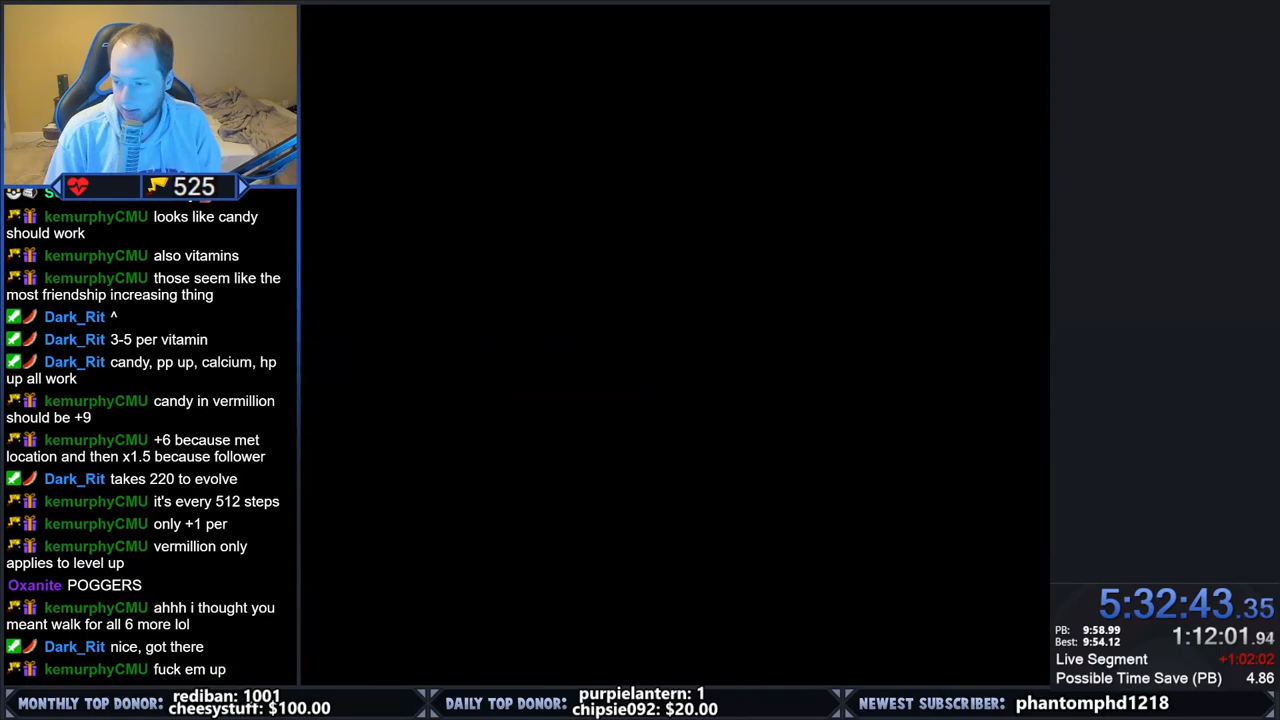 525
kemurphyCMU looks like candy
should work
kemurphyCMU also vitamins
kemurphyCMU those seem like the
most friendship increasing thing
Dark_Rit ^
Dark_Rit 3-5 per vitamin
Dark_Rit candy, pp up, calcium, hp
up all work
kemurphyCMU candy in vermillion
should be +9
kemurphyCMU +6 because met
location and then x1.5 because follower
Dark_Rit takes 220 to evolve
kemurphyCMU it's every 512 steps
kemurphyCMU only +1 per
kemurphyCMU vermillion only
applies to level up
Oxanite POGGERS
kemurphyCMU ahhh i thought you
meant walk for all 6 more lol
Dark_Rit nice, got there
kemurphyCMU fuck em up
5:32:43.35
PB: 9:58.99
Best: 9:54.12
1:12:01.94
Live Segment +1:02:02
Possible Time Save (PB) 4.86
MONTHLY TOP DONOR: rediban: 1001
cheesystuff: $100.00
DAILY TOP DONOR: purpielantern: 1
chipsie092: $20.00
NEWEST SUBSCRIBER: phantomphd1218